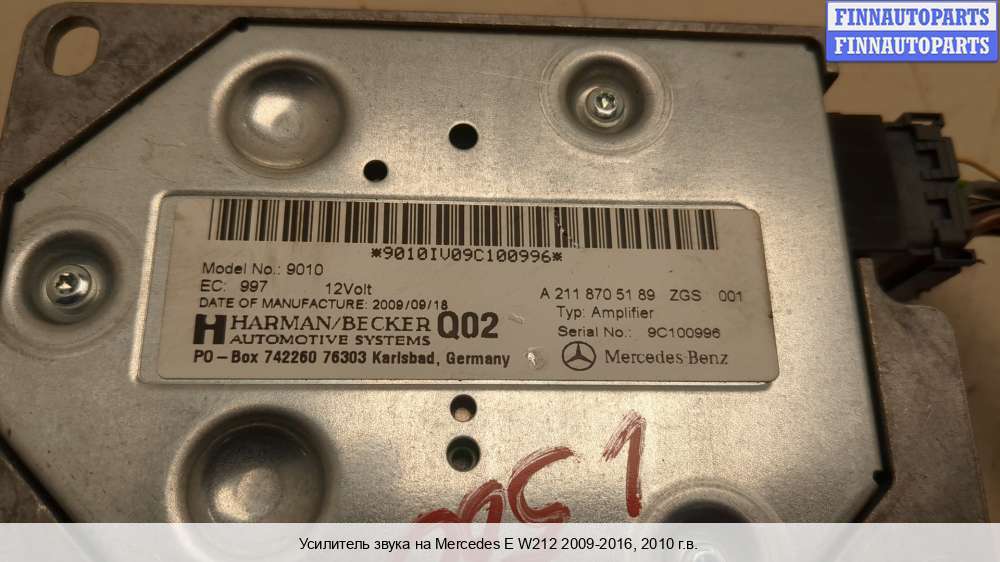 FINNAUTOPARTS
FINNAUTOPARTS
*9010IV09C100996*
Model No.: 9010
EC: 997 12Volt
DATE OF MANUFACTURE: 2009/09/18
HARMAN/BECKER Q02
AUTOMOTIVE SYSTEMS
PO-Box 742260 76303 Karlsbad, Germany
A 211 870 51 89 ZGS 001
Typ: Amplifier
Serial No.: 9C100996
Mercedes-Benz
Усилитель звука на Mercedes E W212 2009-2016, 2010 г.в.